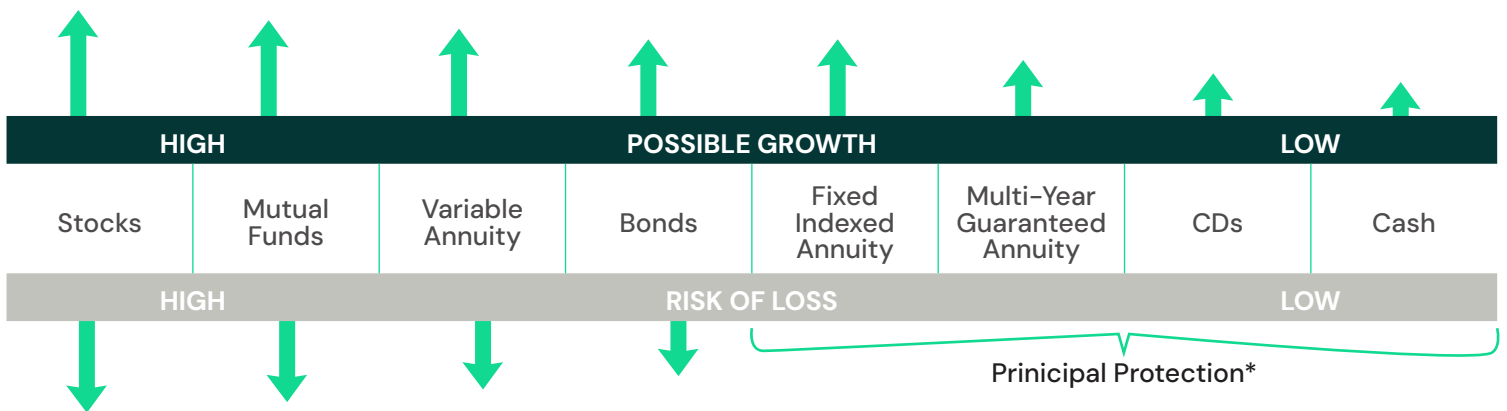 HIGH POSSIBLE GROWTH LOW
Stocks
Mutual
Funds
Variable
Annuity
Bonds
Fixed
Indexed
Annuity
Multi-Year
Guaranteed
Annuity
CDs
Cash
HIGH RISK OF LOSS LOW
Prinicipal Protection*